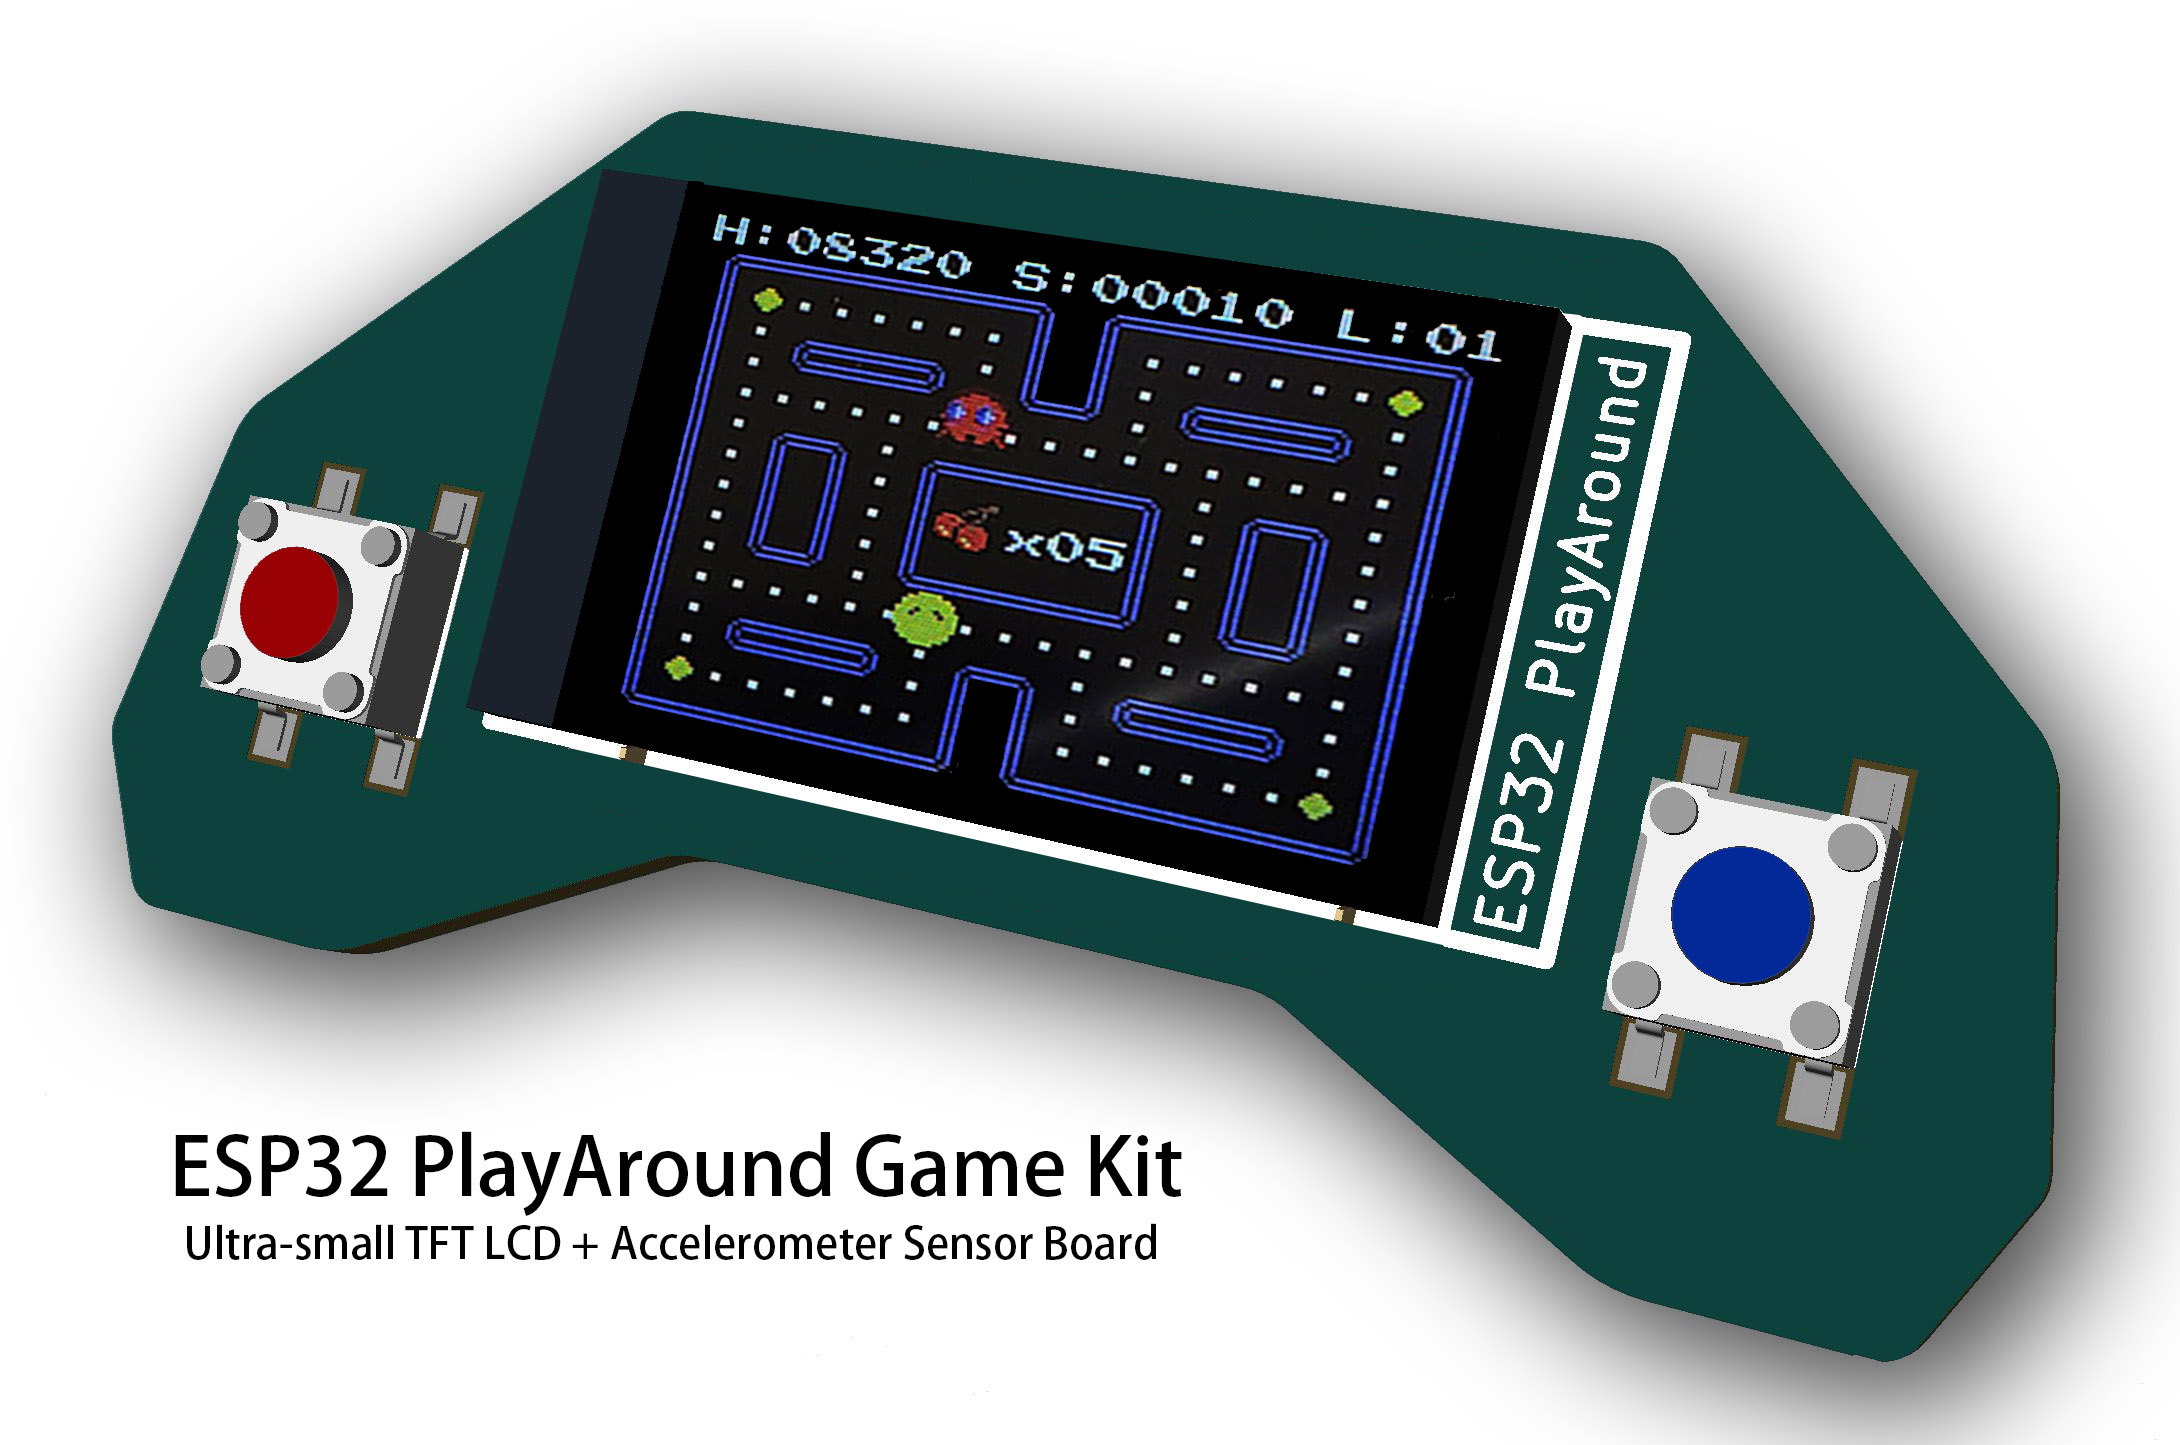 H:08320 S:00010 L:01
x05
ESP32 PlayAround
ESP32 PlayAround Game Kit
Ultra-small TFT LCD + Accelerometer Sensor Board